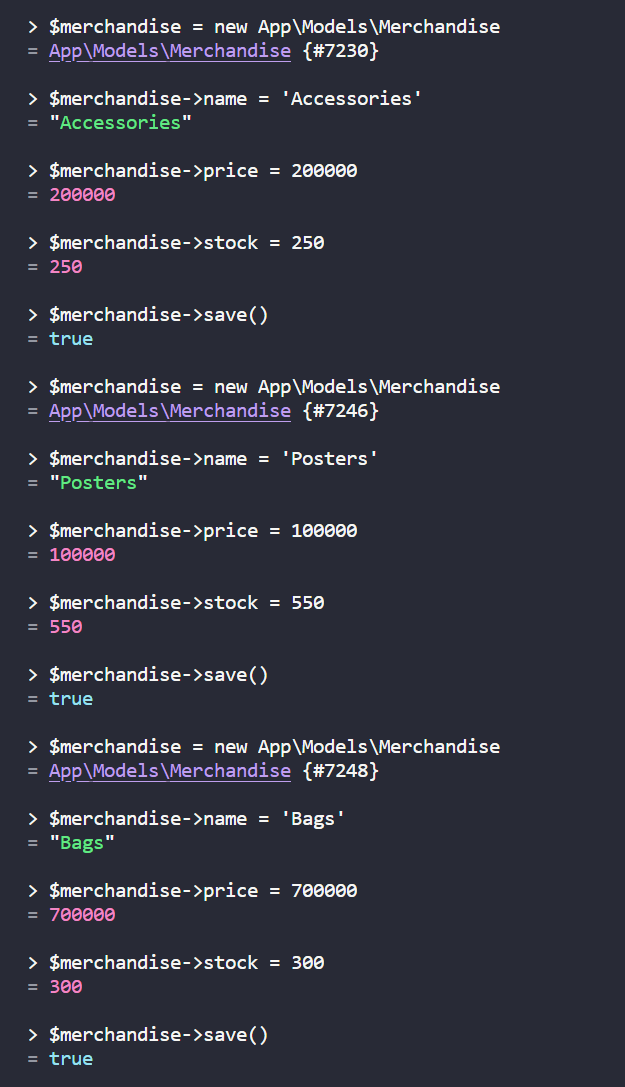 > $merchandise = new App\Models\Merchandise
= App\Models\Merchandise {#7230}
> $merchandise->name = 'Accessories'
= "Accessories"
> $merchandise->price = 200000
= 200000
> $merchandise->stock = 250
= 250
> $merchandise->save()
= true
> $merchandise = new App\Models\Merchandise
= App\Models\Merchandise {#7246}
> $merchandise->name = 'Posters'
= "Posters"
> $merchandise->price = 100000
= 100000
> $merchandise->stock = 550
= 550
> $merchandise->save()
= true
> $merchandise = new App\Models\Merchandise
= App\Models\Merchandise {#7248}
> $merchandise->name = 'Bags'
= "Bags"
> $merchandise->price = 700000
= 700000
> $merchandise->stock = 300
= 300
> $merchandise->save()
= true